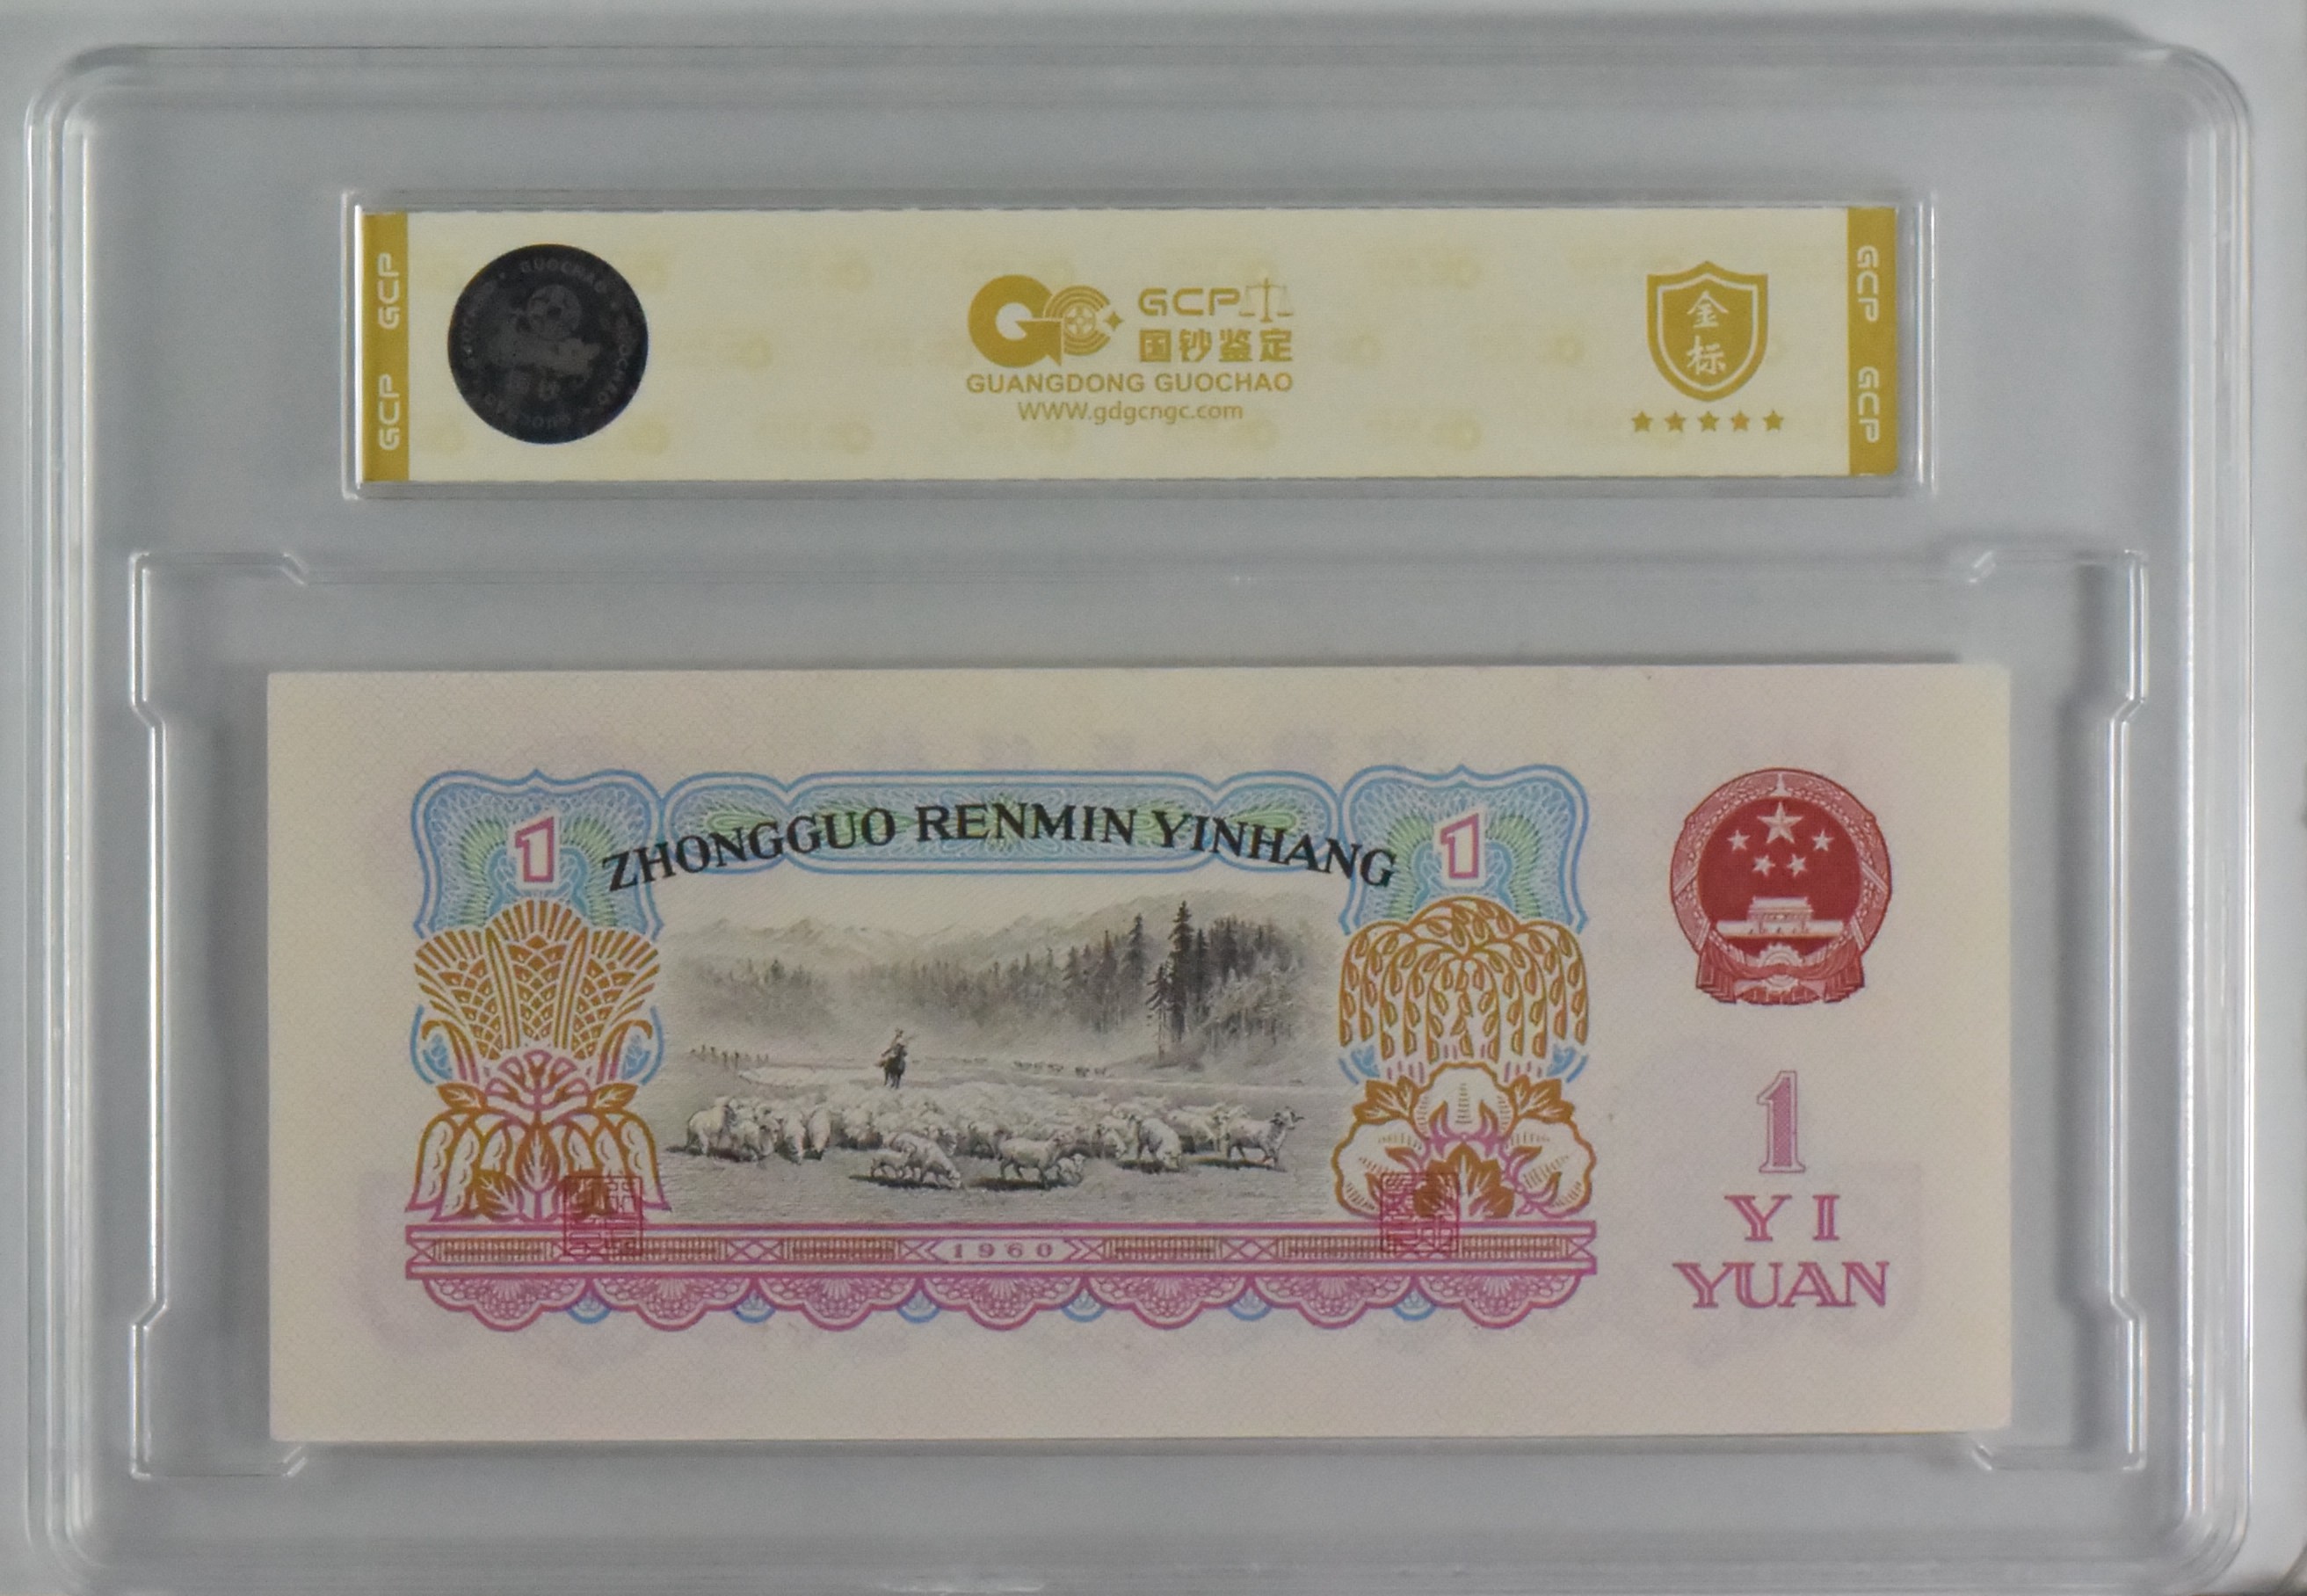 GCP GCP
GUOCHAO
GCP
国钞鉴定
GUANGDONG GUOCHAO
WWW.gdgcngc.com
金标
GCP GCP
1
ZHONGGUO RENMIN YINHANG
1
1960
1
YI
YUAN